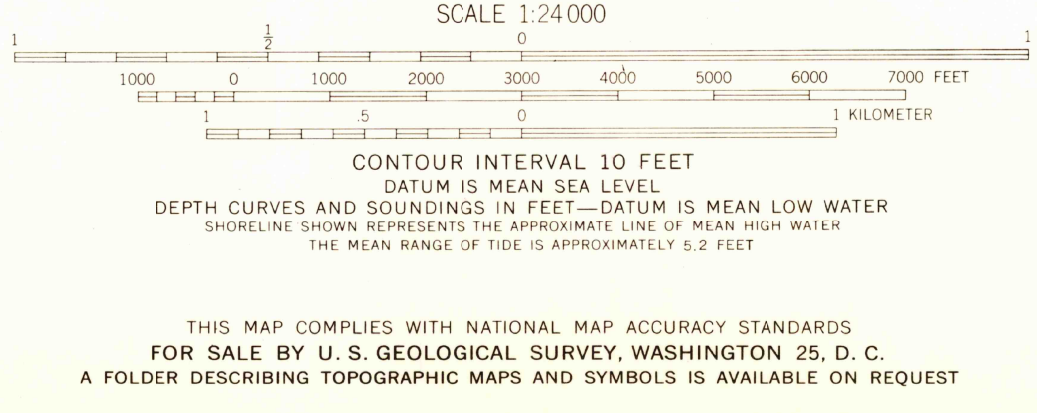 SCALE 1:24 000
1 1/2 0 1
1000 0 1000 2000 3000 4000 5000 6000 7000 FEET
1 .5 0 1 KILOMETER
CONTOUR INTERVAL 10 FEET
DATUM IS MEAN SEA LEVEL
DEPTH CURVES AND SOUNDINGS IN FEET—DATUM IS MEAN LOW WATER
SHORELINE SHOWN REPRESENTS THE APPROXIMATE LINE OF MEAN HIGH WATER
THE MEAN RANGE OF TIDE IS APPROXIMATELY 5.2 FEET
THIS MAP COMPLIES WITH NATIONAL MAP ACCURACY STANDARDS
FOR SALE BY U. S. GEOLOGICAL SURVEY, WASHINGTON 25, D. C.
A FOLDER DESCRIBING TOPOGRAPHIC MAPS AND SYMBOLS IS AVAILABLE ON REQUEST